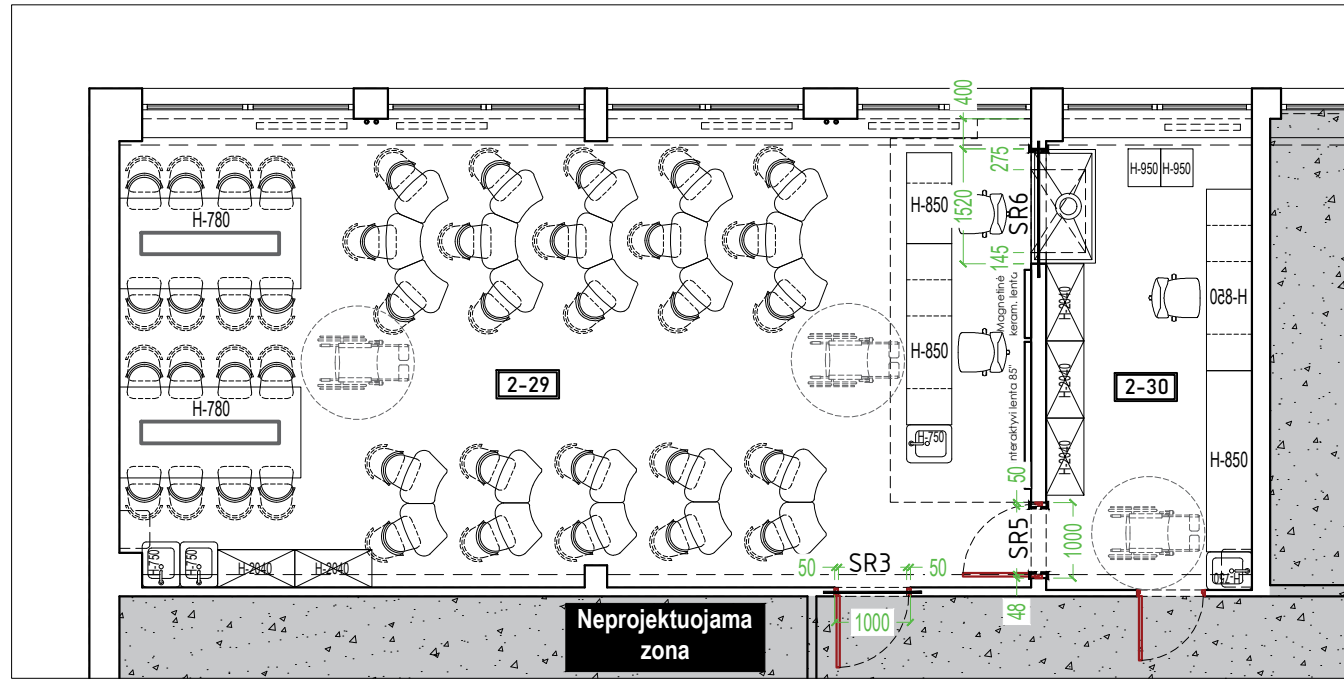 400
275
1520
145
SR6
H-950 H-950
H-780
H-850
H-850
Magnetinė
keram. lenta
H-2040
H-850
H-2040
H-2040
2-29
2-30
H-780
nteraktyvi lenta 85"
H-750
H-850
50
SR5
1000
48
H-750
H-750
H-2040
H-2040
50
SR3
50
1000
H-750
Neprojektuojama
zona